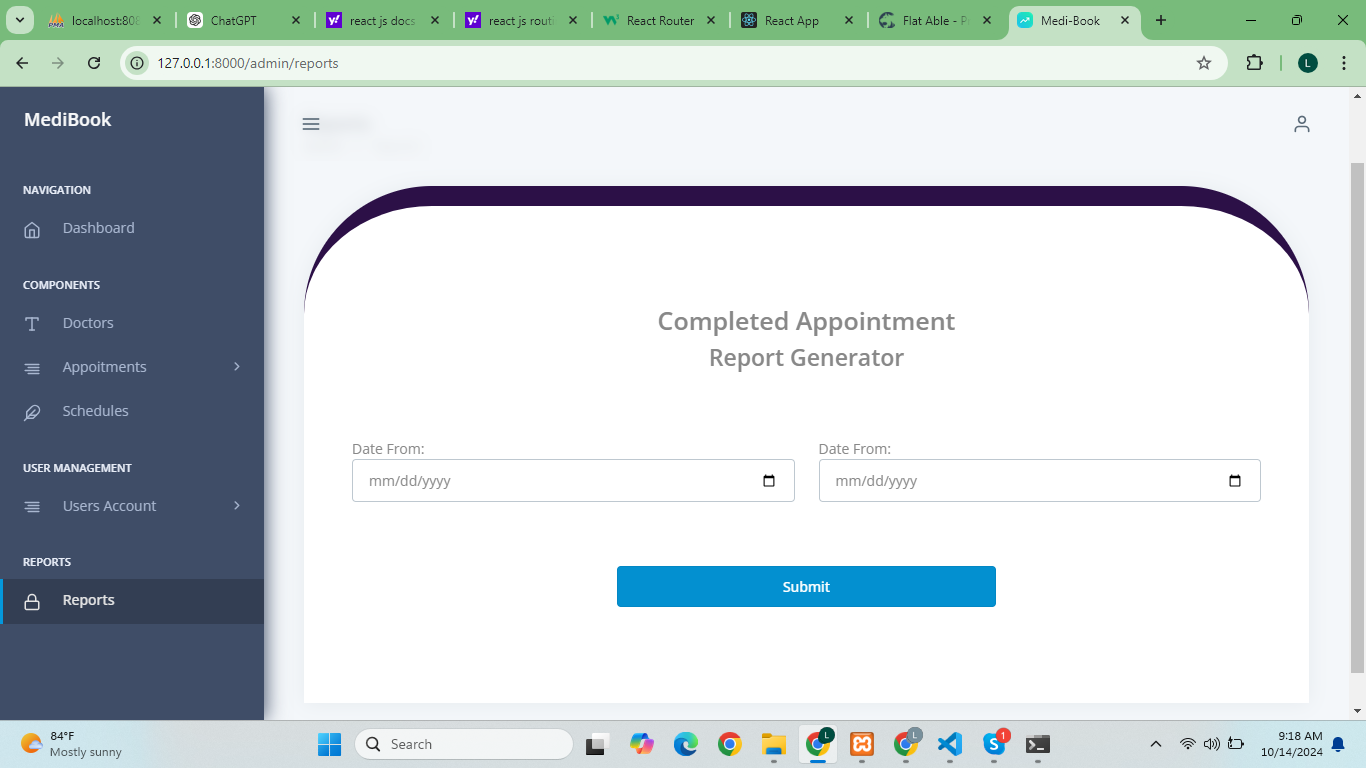 localhost:808
ChatGPT
react js docs
react js routi
React Router
React App
Flat Able - P
Medi-Book
127.0.0.1:8000/admin/reports
L
MediBook
NAVIGATION
Dashboard
COMPONENTS
Doctors
Appoitments
Schedules
USER MANAGEMENT
Users Account
REPORTS
Reports
Completed Appointment
Report Generator
Date From:
mm/dd/yyyy
Date From:
mm/dd/yyyy
Submit
84°F
Mostly sunny
Search
L
L
1
9:18 AM
10/14/2024